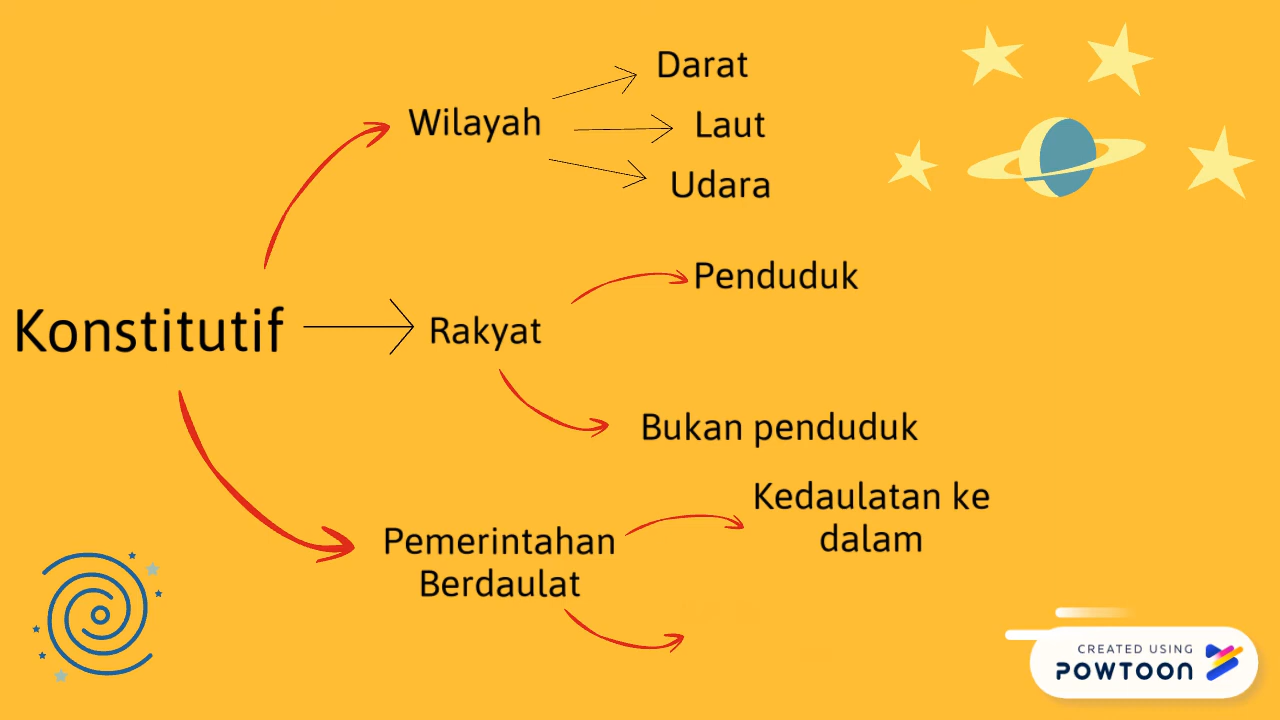 Darat
Wilayah
Laut
Udara
Penduduk
Konstitutif
Rakyat
Bukan penduduk
Kedaulatan ke
dalam
Pemerintahan
Berdaulat
CREATED USING
POWTOON